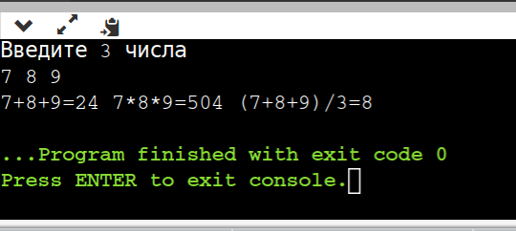 Введите 3 числа
7 8 9
7+8+9=24 7*8*9=504 (7+8+9)/3=8
...Program finished with exit code 0
Press ENTER to exit console.